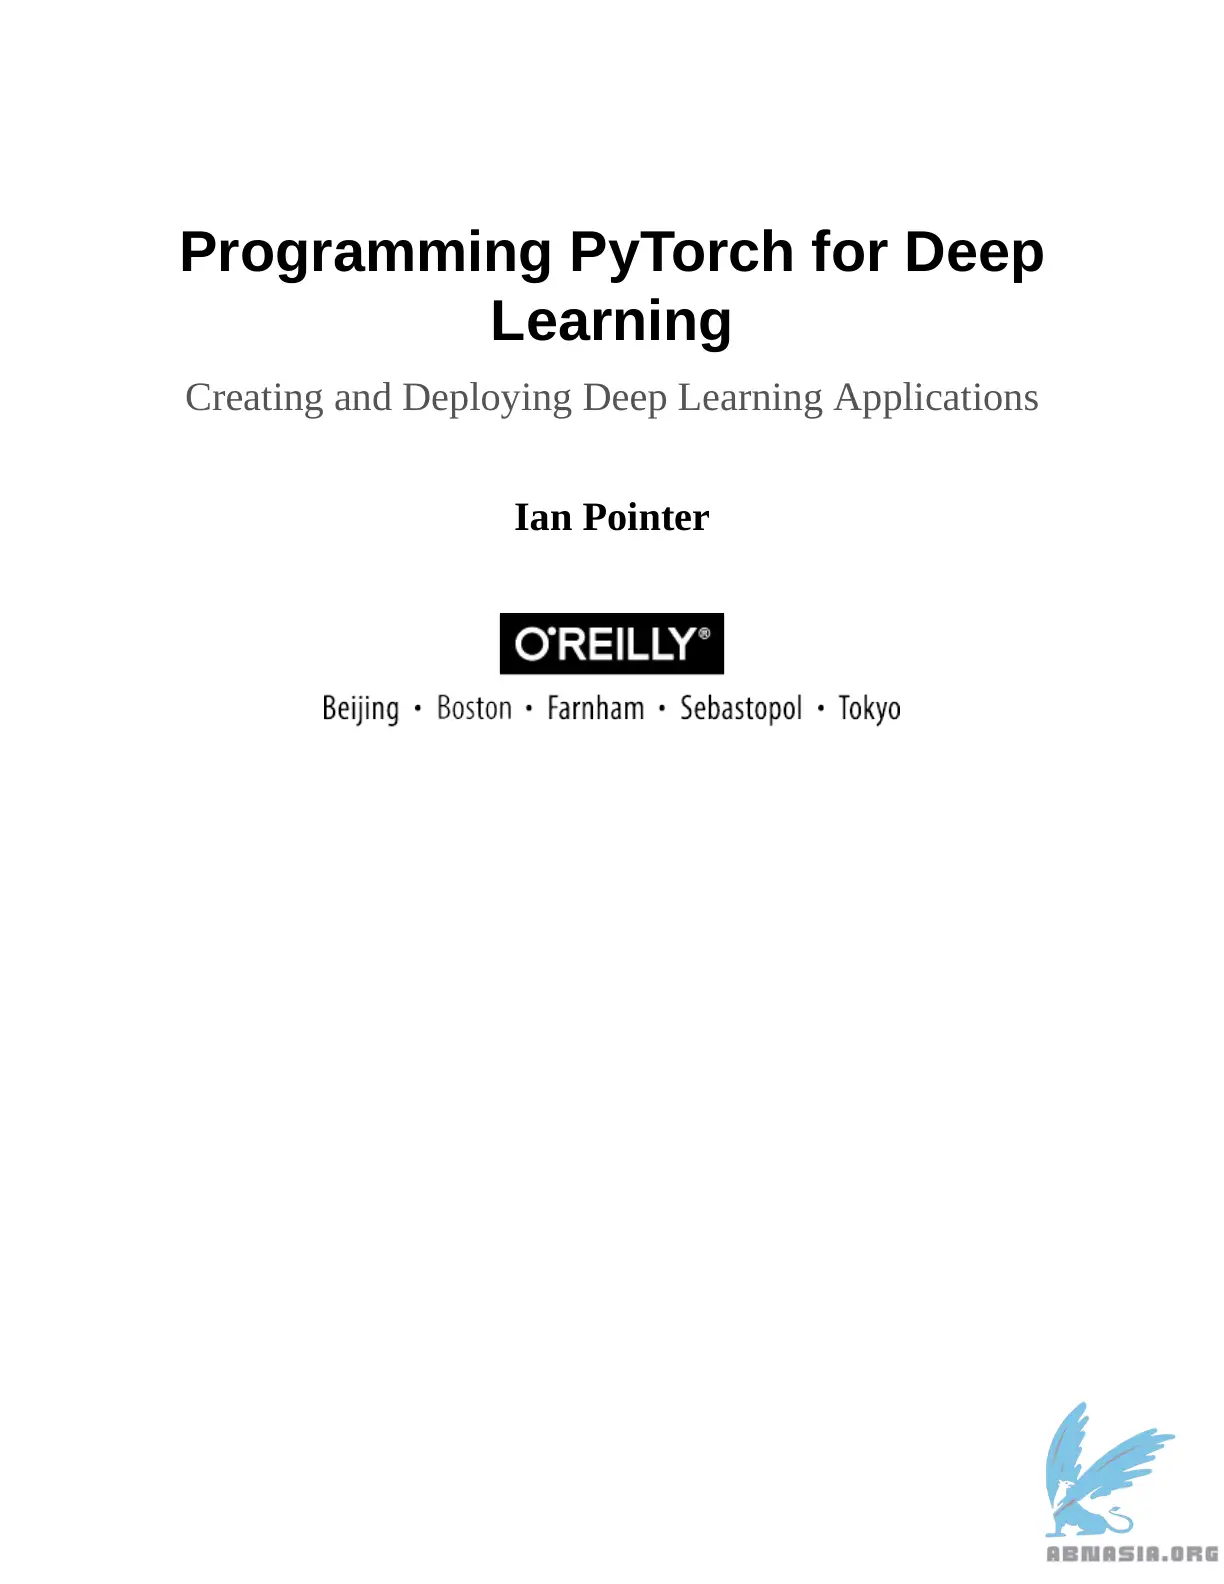 Programming PyTorch for Deep
Learning
Creating and Deploying Deep Learning Applications
Ian Pointer
O'REILLY®
Beijing • Boston • Farnham • Sebastopol • Tokyo
ABNASIA.ORG